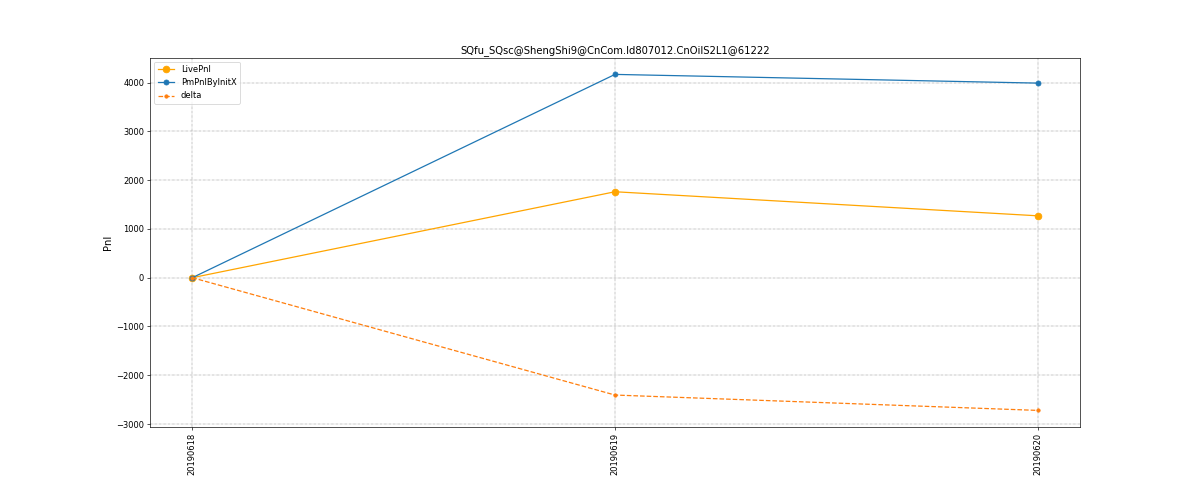 SQfu_SQsc@ShengShi9@CnCom.Id807012.CnOilS2L1@61222
LivePnl
PmPnlByInitX
delta
Pnl
4000
3000
2000
1000
0
−1000
−2000
−3000
20190618
20190619
20190620